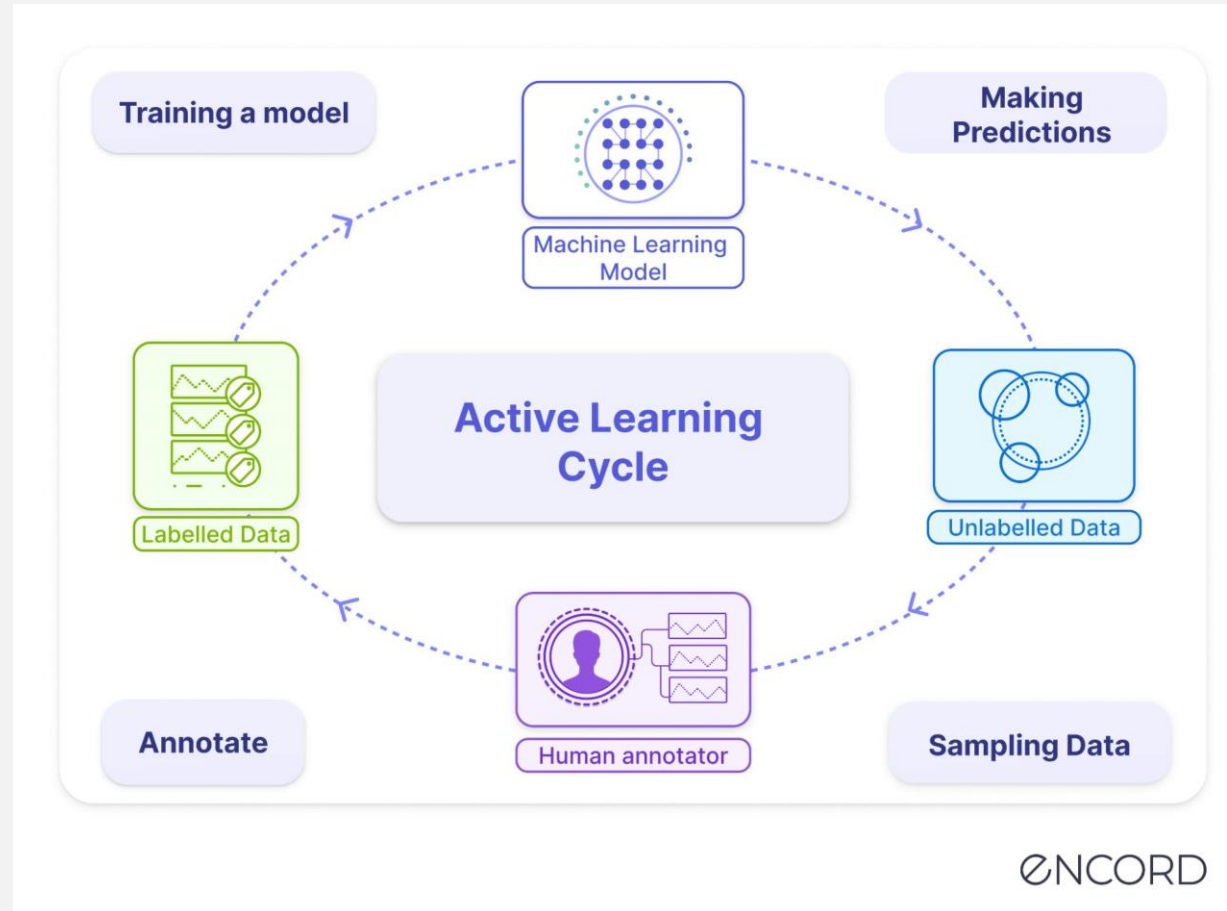 Training a model
Making
Predictions
Machine Learning
Model
Active Learning
Cycle
Labelled Data
Unlabelled Data
Human annotator
Annotate
Sampling Data
ENCORD